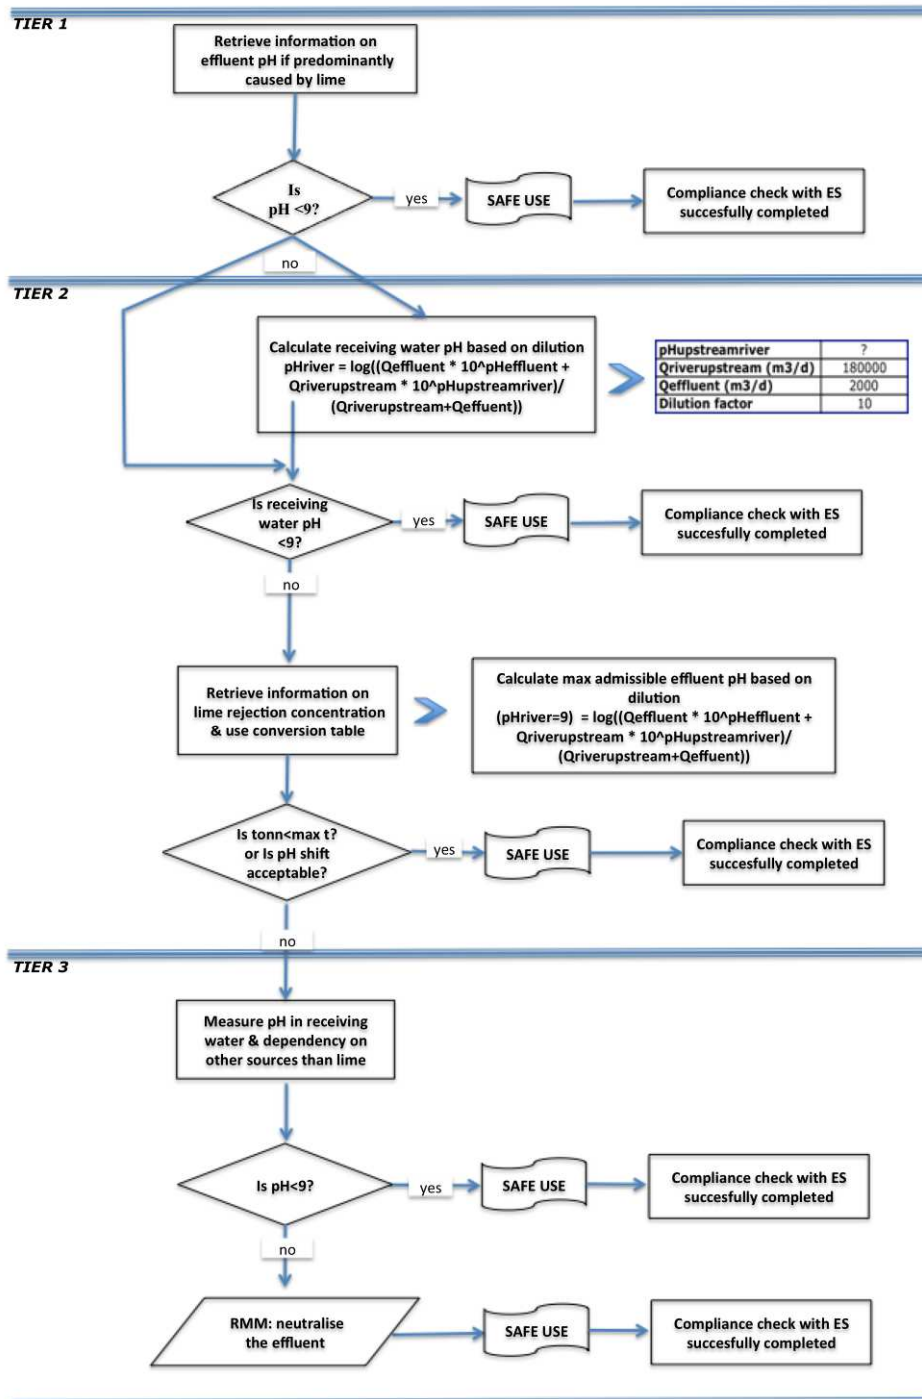 TIER 1
Retrieve information on
effluent pH if predominantly
caused by lime
Is
pH <9?
yes
SAFE USE
Compliance check with ES
succesfully completed
no
TIER 2
Calculate receiving water pH based on dilution
pHriver = log((Qeffluent * 10^pHeffluent +
Qriverupstream * 10^pHupstreamriver)/
(Qriverupstream+Qeffuent))
pHupstreamriver ?
Qriverupstream (m3/d) 180000
Qeffluent (m3/d) 2000
Dilution factor 10
Is receiving
water pH
<9?
yes
SAFE USE
Compliance check with ES
succesfully completed
no
Retrieve information on
lime rejection concentration
& use conversion table
Calculate max admissible effluent pH based on
dilution
(pHriver=9) = log((Qeffluent * 10^pHeffluent +
Qriverupstream * 10^pHupstreamriver)/
(Qriverupstream+Qeffuent))
Is tonn<max t?
or Is pH shift
acceptable?
yes
SAFE USE
Compliance check with ES
succesfully completed
no
TIER 3
Measure pH in receiving
water & dependency on
other sources than lime
Is pH<9?
yes
SAFE USE
Compliance check with ES
succesfully completed
no
RMM: neutralise
the effluent
SAFE USE
Compliance check with ES
succesfully completed